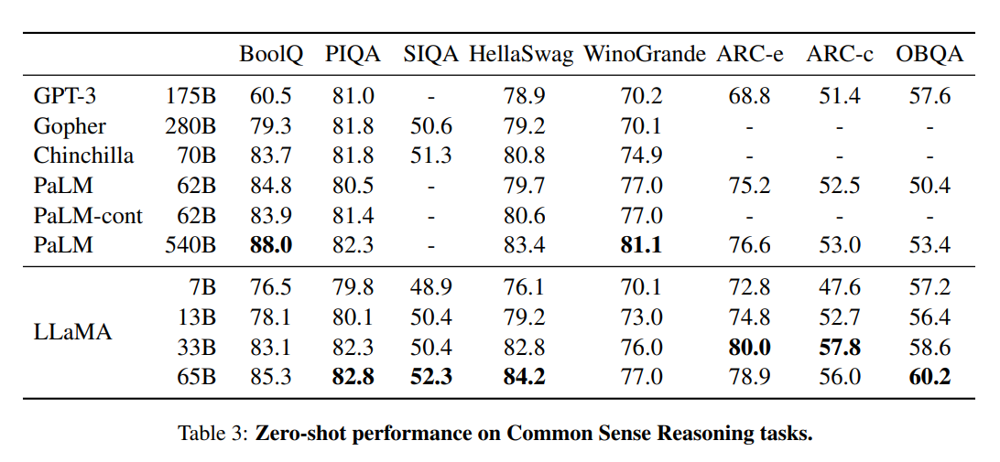 BoolQ PIQA SIQA HellaSwag WinoGrande ARC-e ARC-c OBQA
GPT-3 175B 60.5 81.0 - 78.9 70.2 68.8 51.4 57.6
Gopher 280B 79.3 81.8 50.6 79.2 70.1 - - -
Chinchilla 70B 83.7 81.8 51.3 80.8 74.9 - - -
PaLM 62B 84.8 80.5 - 79.7 77.0 75.2 52.5 50.4
PaLM-cont 62B 83.9 81.4 - 80.6 77.0 - - -
PaLM 540B 88.0 82.3 - 83.4 81.1 76.6 53.0 53.4
LLaMA
7B 76.5 79.8 48.9 76.1 70.1 72.8 47.6 57.2
13B 78.1 80.1 50.4 79.2 73.0 74.8 52.7 56.4
33B 83.1 82.3 50.4 82.8 76.0 80.0 57.8 58.6
65B 85.3 82.8 52.3 84.2 77.0 78.9 56.0 60.2
Table 3: Zero-shot performance on Common Sense Reasoning tasks.